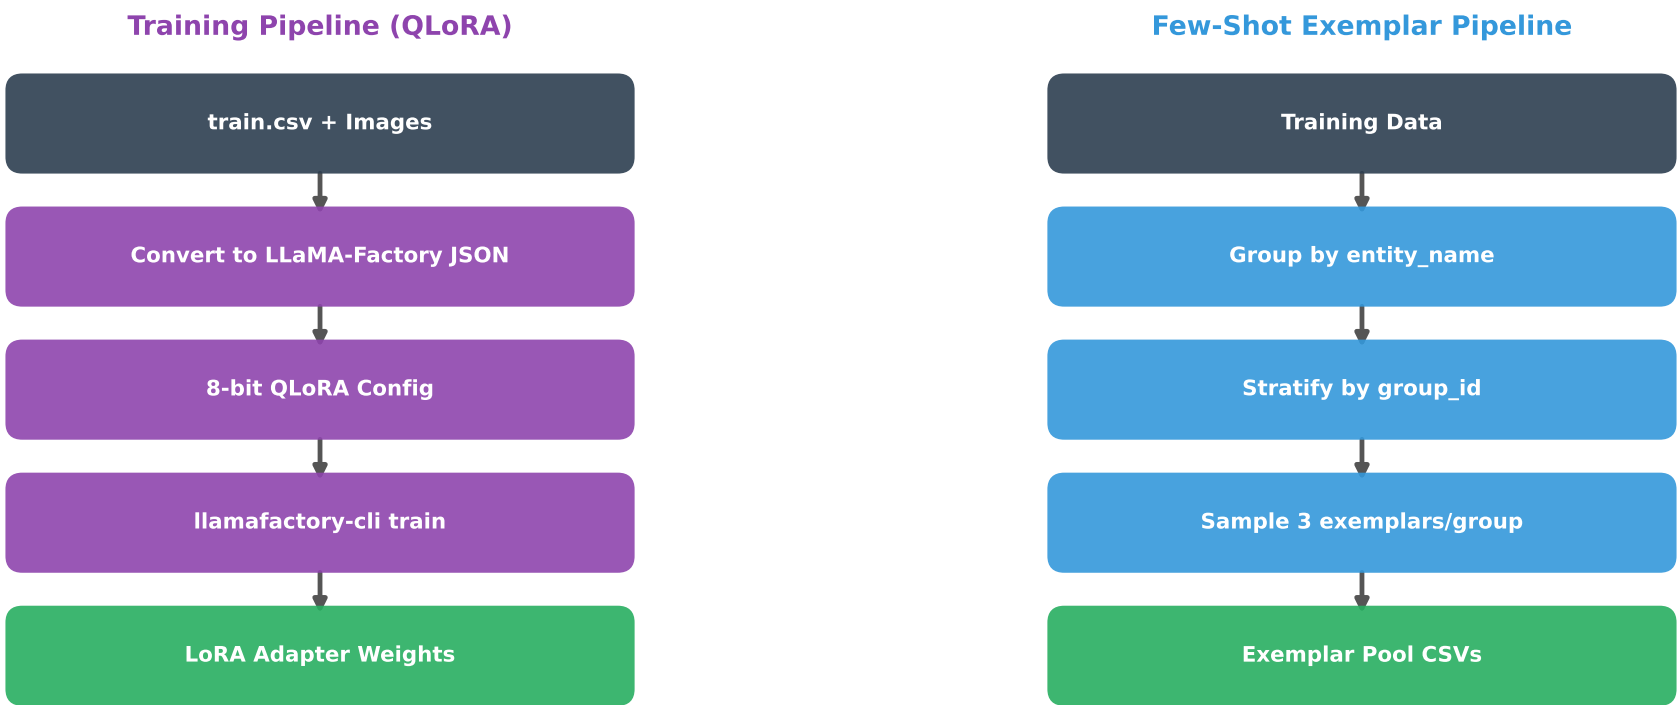 Training Pipeline (QLoRA)
train.csv + Images
Convert to LLaMA-Factory JSON
8-bit QLoRA Config
llamafactory-cli train
LoRA Adapter Weights
Few-Shot Exemplar Pipeline
Training Data
Group by entity_name
Stratify by group_id
Sample 3 exemplars/group
Exemplar Pool CSVs